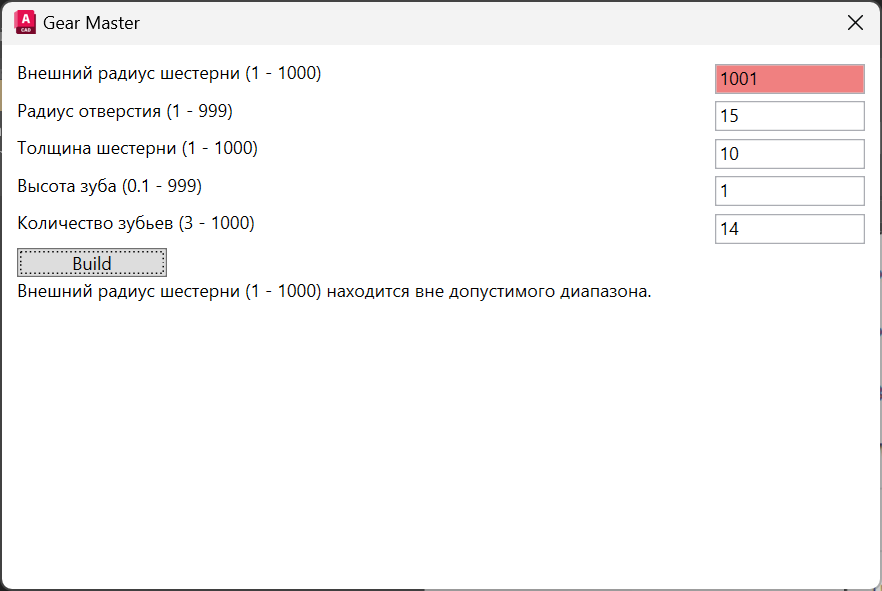 A CAD Gear Master
Внешний радиус шестерни (1 - 1000) 1001
Радиус отверстия (1 - 999) 15
Толщина шестерни (1 - 1000) 10
Высота зуба (0.1 - 999) 1
Количество зубьев (3 - 1000) 14
Build
Внешний радиус шестерни (1 - 1000) находится вне допустимого диапазона.